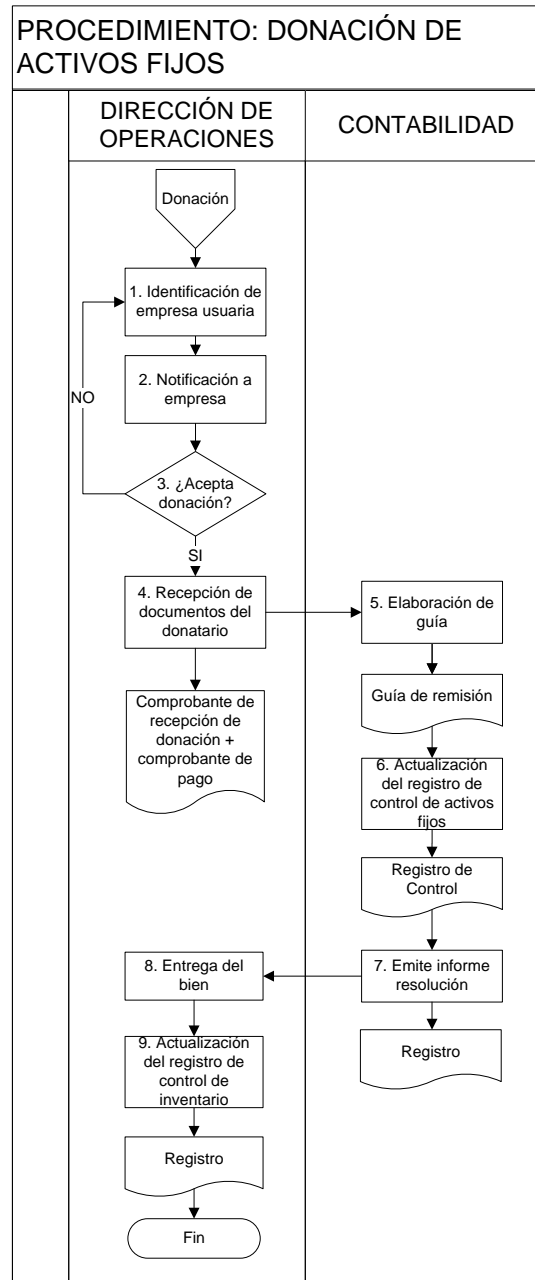 PROCEDIMIENTO: DONACIÓN DE
ACTIVOS FIJOS
DIRECCIÓN DE
OPERACIONES
CONTABILIDAD
Donación
1. Identificación de
empresa usuaria
2. Notificación a
empresa
NO
3. ¿Acepta
donación?
SI
4. Recepción de
documentos del
donatario
5. Elaboración de
guía
Comprobante de
recepción de
donación +
comprobante de
pago
Guía de remisión
6. Actualización
del registro de
control de activos
fijos
Registro de
Control
7. Emite informe
resolución
8. Entrega del
bien
Registro
9. Actualización
del registro de
control de
inventario
Registro
Fin